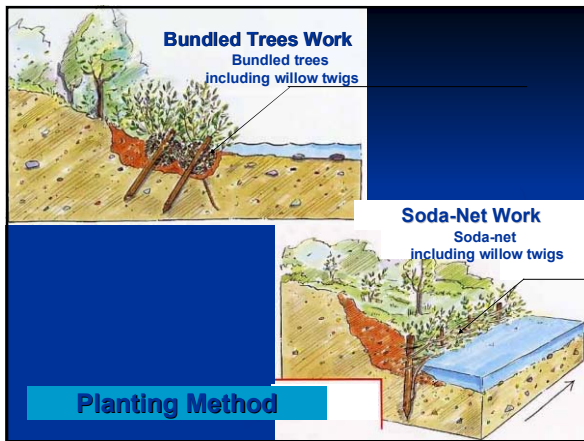 Bundled Trees Work
Bundled trees
including willow twigs
Soda-Net Work
Soda-net
including willow twigs
Planting Method